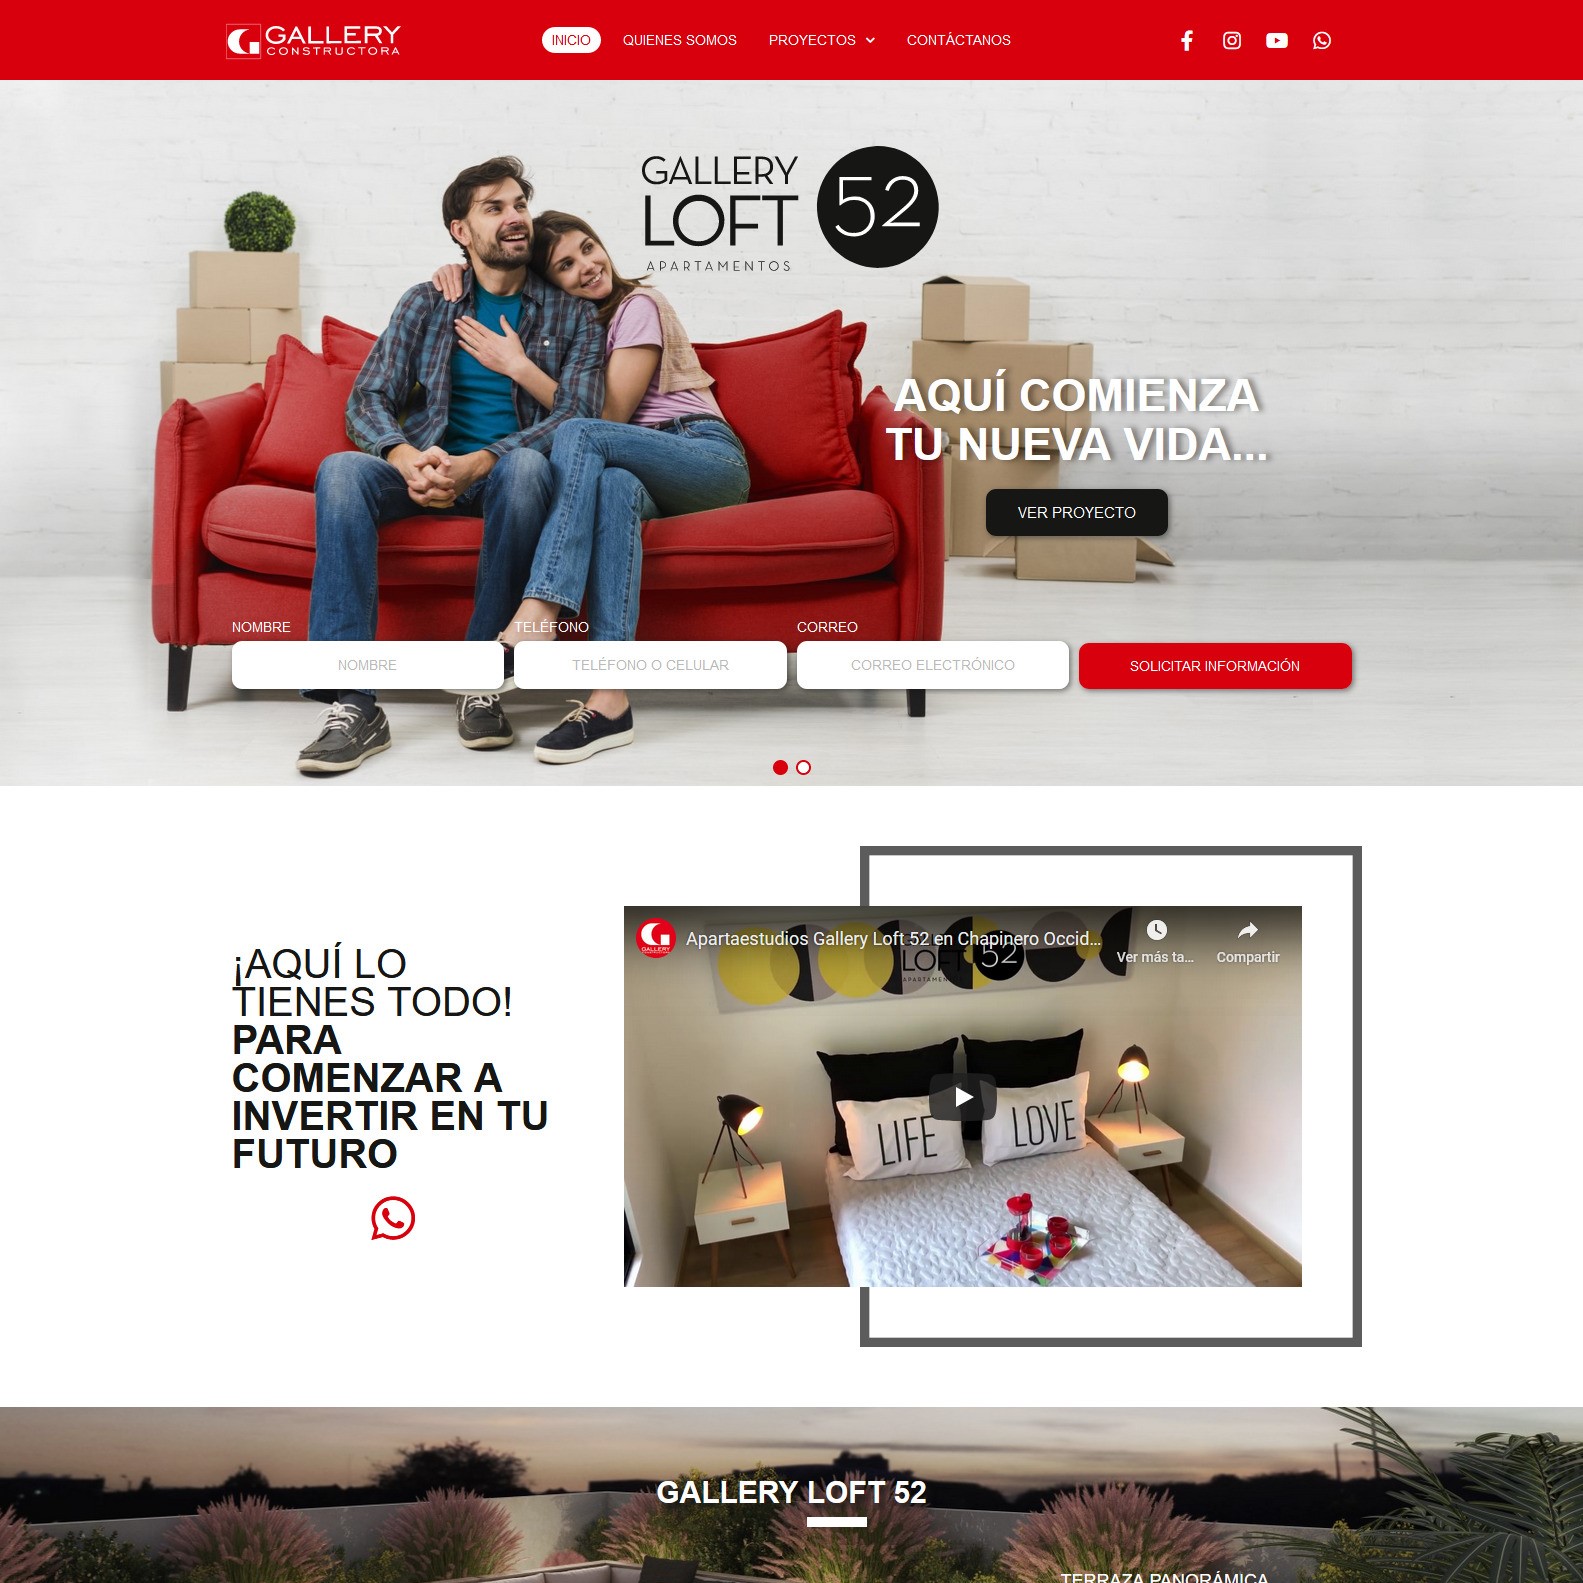 GALLERY
CONSTRUCTORA
INICIO
QUIENES SOMOS
PROYECTOS
CONTÁCTANOS
GALLERY
LOFT
52
APARTAMENTOS
AQUÍ COMIENZA
TU NUEVA VIDA...
VER PROYECTO
NOMBRE
TELÉFONO
CORREO
NOMBRE
TELÉFONO O CELULAR
CORREO ELECTRÓNICO
SOLICITAR INFORMACIÓN
¡AQUÍ LO
TIENES TODO!
PARA
COMENZAR A
INVERTIR EN TU
FUTURO
GALLERY
Apartaestudios Gallery Loft 52 en Chapinero Occid...
Ver más ta...
Compartir
LOFT
52
APARTAMENTOS
LIFE
LOVE
GALLERY LOFT 52
TERRAZA PANORÁMICA